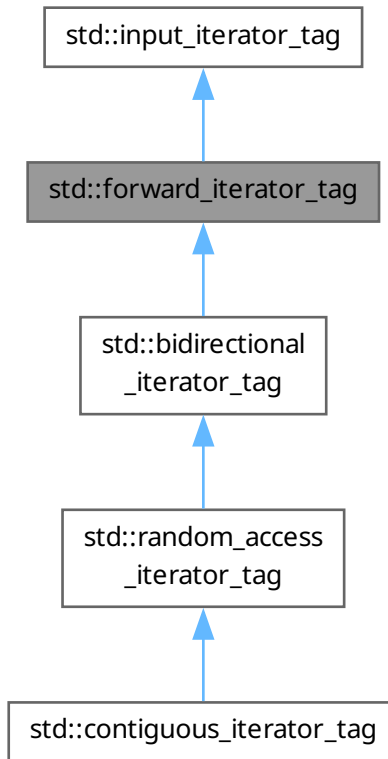 std::input_iterator_tag
std::forward_iterator_tag
std::bidirectional
_iterator_tag
std::random_access
_iterator_tag
std::contiguous_iterator_tag